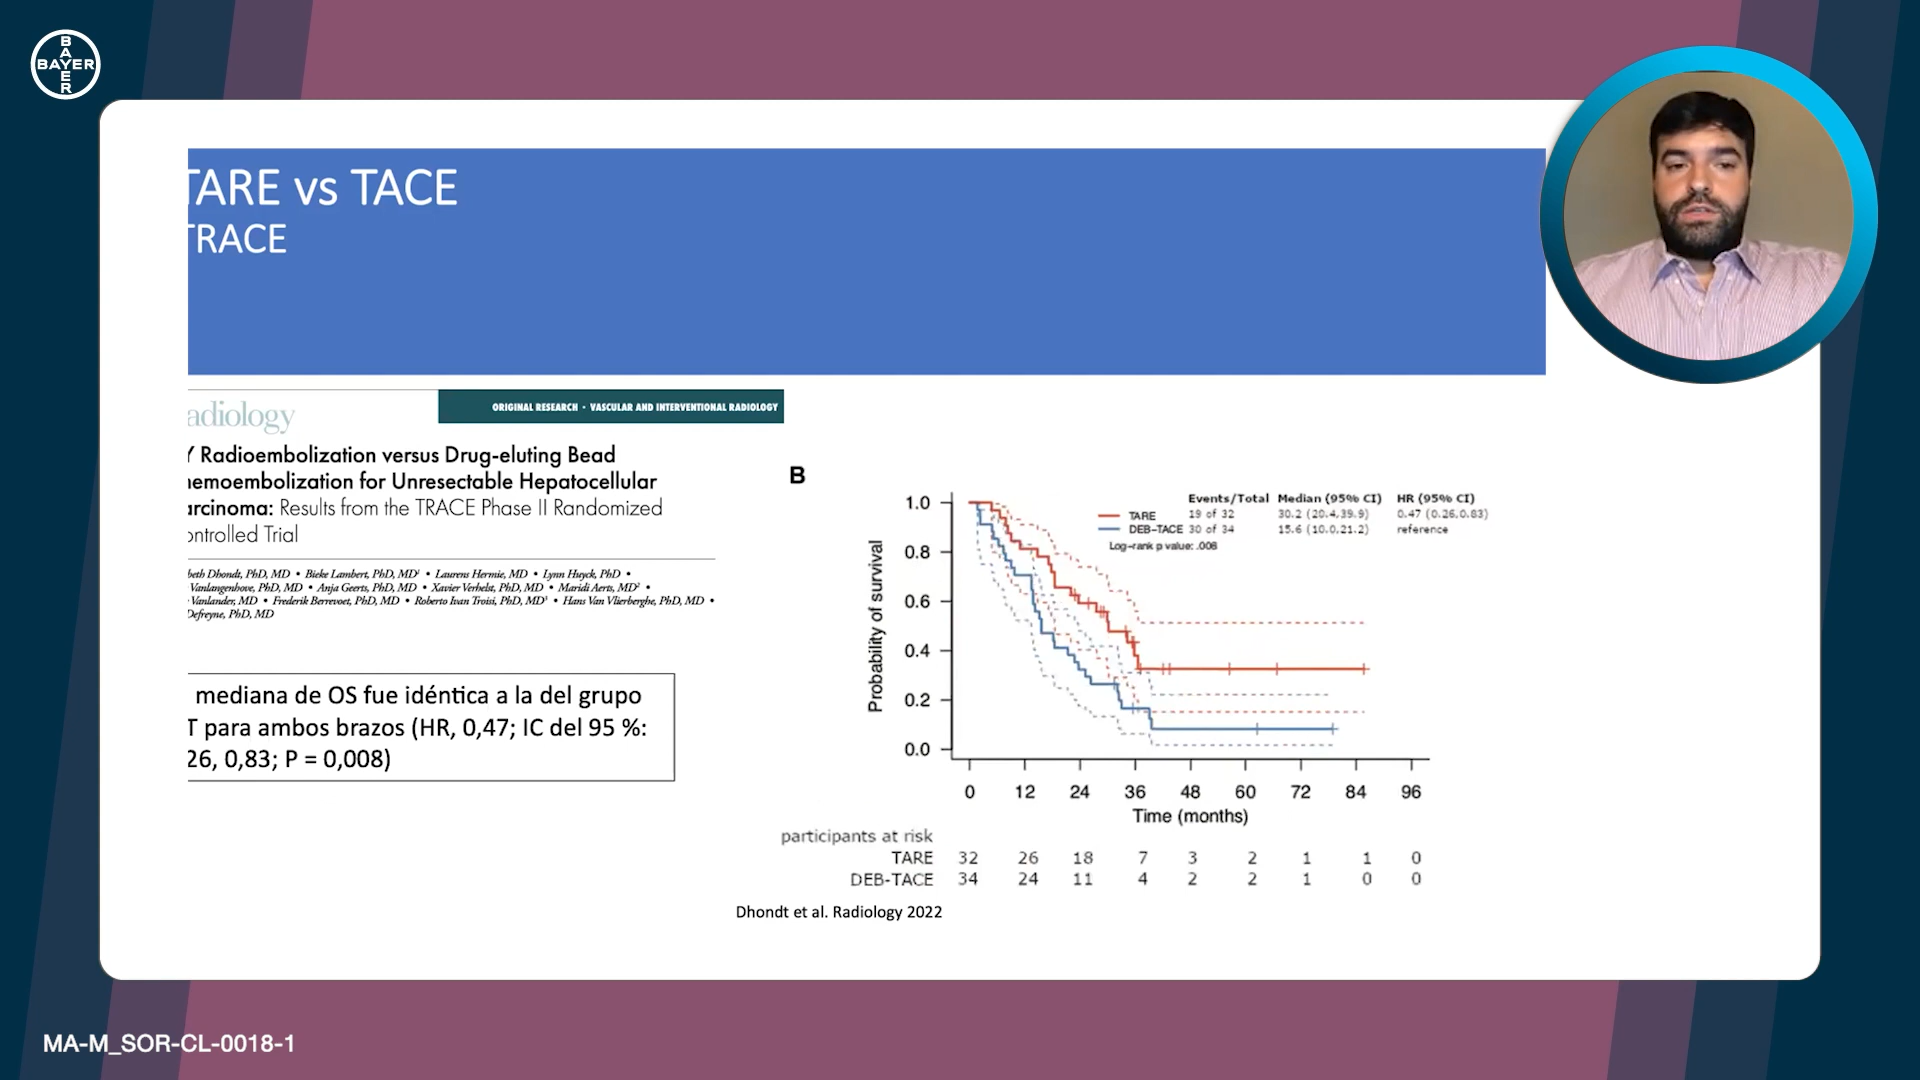 BAYER
BAYER
TARE vs TACE
TRACE
adiology
ORIGINAL RESEARCH · VASCULAR AND INTERVENTIONAL RADIOLOGY
Y Radioembolization versus Drug-eluting Bead
hemoembolization for Unresectable Hepatocellular
arcinoma: Results from the TRACE Phase II Randomized
ontrolled Trial
beth Dhondt, PhD, MD • Bieke Lambert, PhD, MD¹ • Laurens Hermie, MD • Lynn Huyck, PhD •
Vanlangenhove, PhD, MD • Anja Geerts, PhD, MD • Xavier Verhelst, PhD, MD • Maridi Aerts, MD² •
Vanlander, MD • Frederik Berrevoet, PhD, MD • Roberto Ivan Troisi, PhD, MD³ • Hans Van Vlierberghe, PhD, MD •
Defreyne, PhD, MD
mediana de OS fue idéntica a la del grupo
T para ambos brazos (HR, 0,47; IC del 95 %:
26, 0,83; P = 0,008)
B
Events/Total Median (95% CI) HR (95% CI)
TARE 19 of 32 30.2 (20.4,39.9) 0.47 (0.26,0.83)
DEB-TACE 30 of 34 15.6 (10.0,21.2) reference
Log-rank p value: .008
Probability of survival
1.0
0.8
0.6
0.4
0.2
0.0
0 12 24 36 48 60 72 84 96
Time (months)
participants at risk
TARE 32 26 18 7 3 2 1 1 0
DEB-TACE 34 24 11 4 2 2 1 0 0
Dhondt et al. Radiology 2022
MA-M_SOR-CL-0018-1